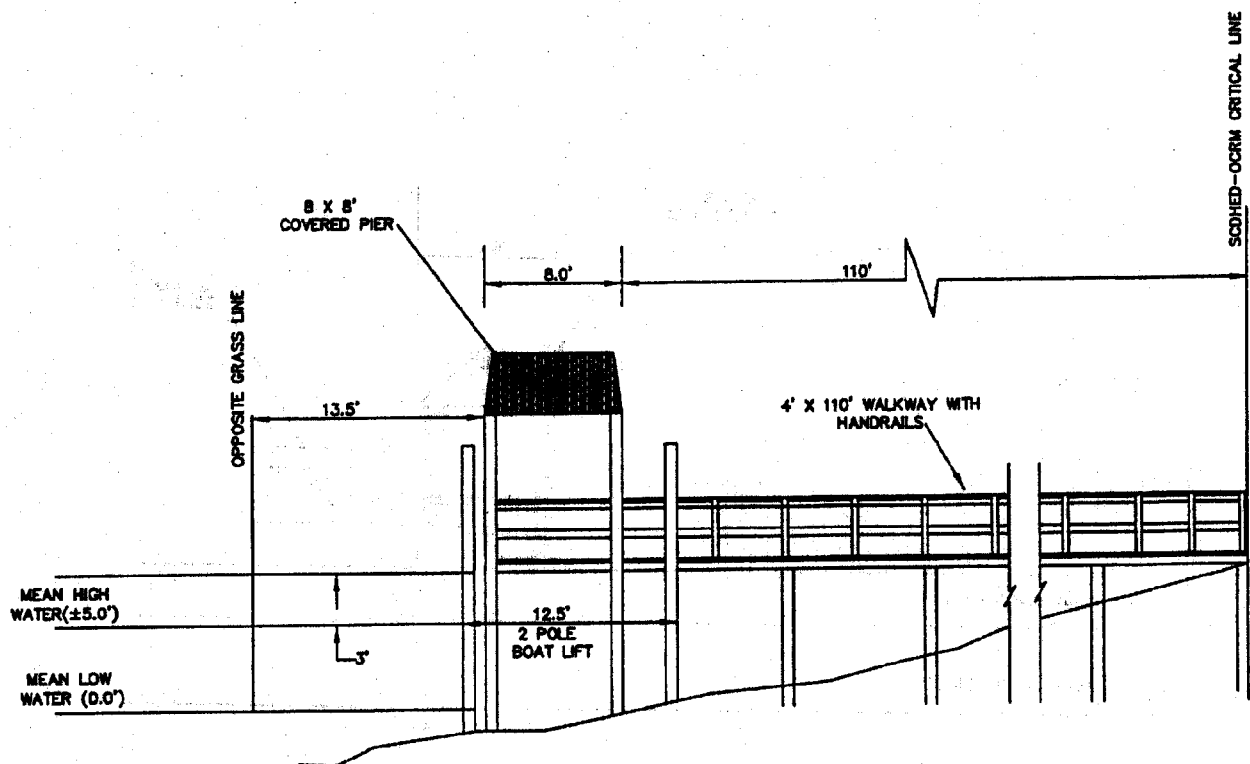 SCDHED-OCRM CRITICAL LINE
8 X 8'
COVERED PIER
8.0'
110'
OPPOSITE GRASS LINE
13.5'
4' X 110' WALKWAY WITH
HANDRAILS
MEAN HIGH
WATER(±5.0')
12.5'
2 POLE
BOAT LIFT
3'
MEAN LOW
WATER (0.0')